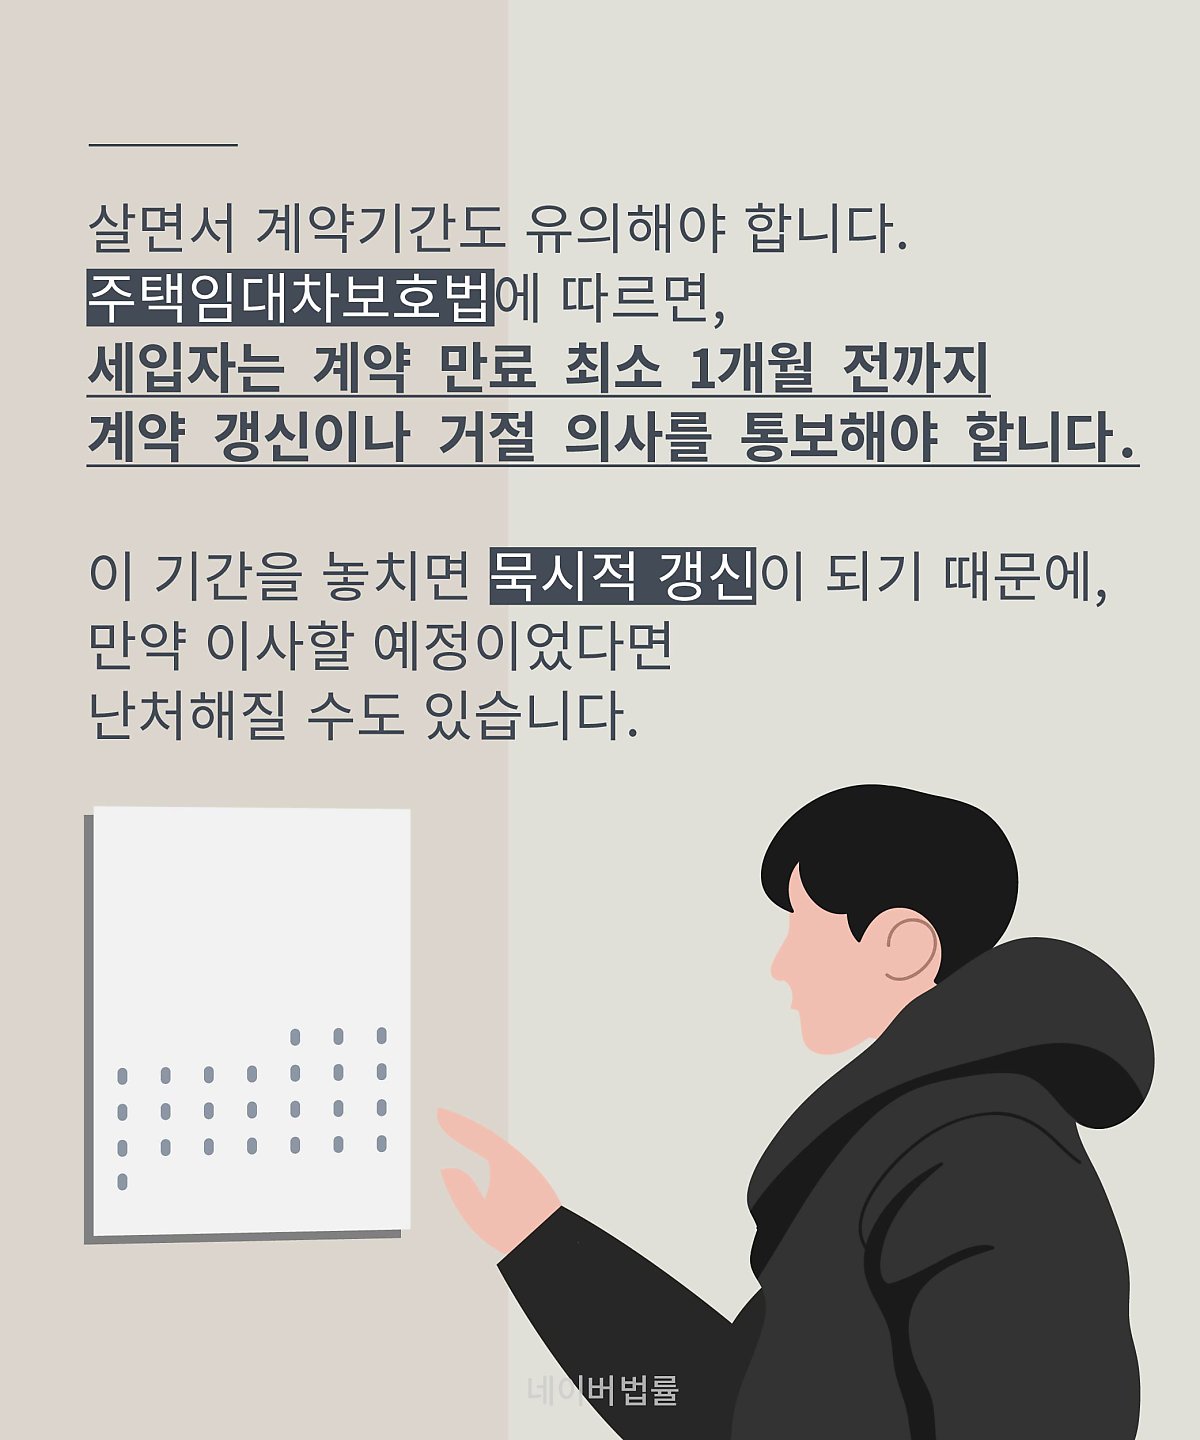 살면서 계약기간도 유의해야 합니다.
주택임대차보호법에 따르면,
세입자는 계약 만료 최소 1개월 전까지
계약 갱신이나 거절 의사를 통보해야 합니다.
이 기간을 놓치면 묵시적 갱신이 되기 때문에,
만약 이사할 예정이었다면
난처해질 수도 있습니다.
네이버법률